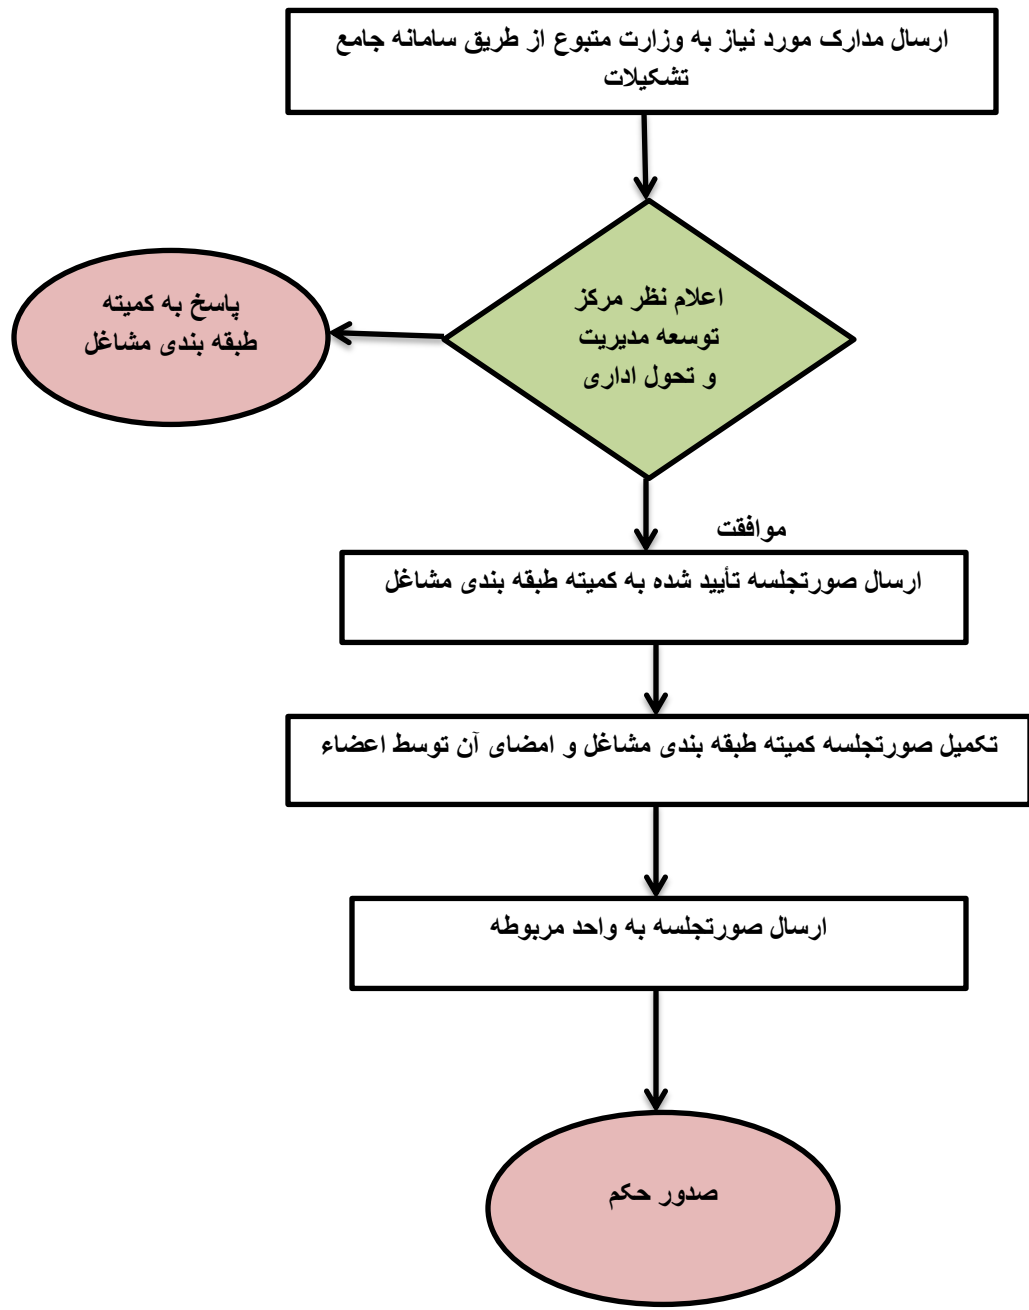 ارسال مدارک مورد نیاز به وزارت متبوع از طریق سامانه جامع
تشکیلات
اعلام نظر مرکز
توسعه مدیریت
و تحول اداری
پاسخ به کمیته
طبقه بندی مشاغل
موافقت
ارسال صورتجلسه تأیید شده به کمیته طبقه بندی مشاغل
تکمیل صورتجلسه کمیته طبقه بندی مشاغل و امضای آن توسط اعضاء
ارسال صورتجلسه به واحد مربوطه
صدور حکم